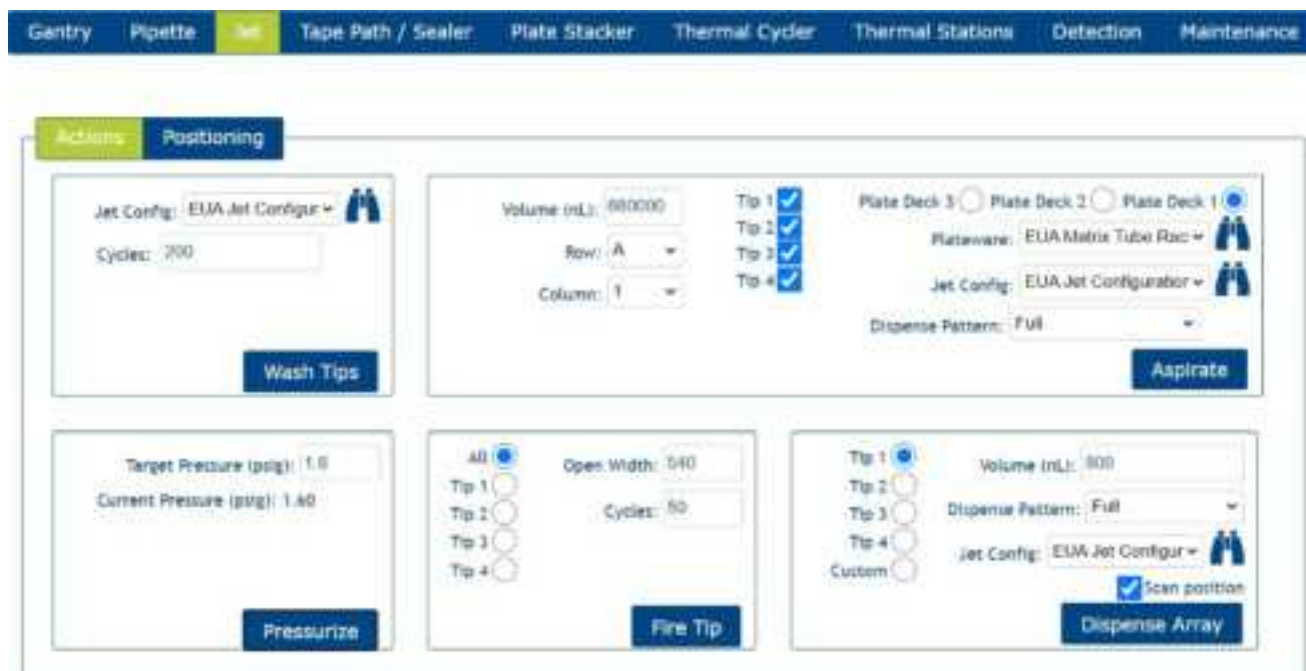 Gantry Pipette Jet Tape Path / Sealer Plate Stacker Thermal Cycler Thermal Stations Detection Maintenance
Actions Positioning
Jet Config: EUA Jet Configur
Cycles: 200
Wash Tips
Volume (nL): 680000
Row: A
Column: 1
Tip 1
Tip 2
Tip 3
Tip 4
Plate Deck 3 Plate Deck 2 Plate Deck 1
Plateware: EUA Matrix Tube Rac
Jet Config: EUA Jet Configuration
Dispense Pattern: Full
Aspirate
Target Pressure (psig):
Current Pressure (psig): 1.60
Pressurize
All
Tip 1
Tip 2
Tip 3
Tip 4
Open Width: 640
Cycles: 50
Fire Tip
Tip 1
Tip 2
Tip 3
Tip 4
Custom
Volume (nL): 800
Dispense Pattern: Full
Jet Config: EUA Jet Configur
Scan position
Dispense Array